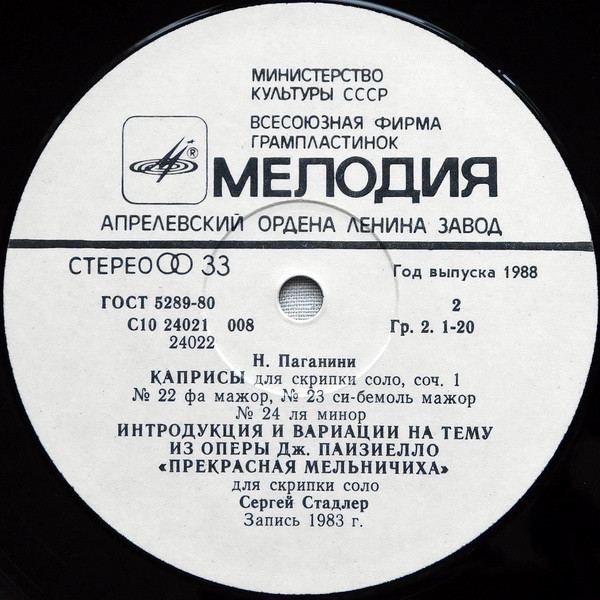 МИНИСТЕРСТВО
КУЛЬТУРЫ СССР
ВСЕСОЮЗНАЯ ФИРМА
ГРАМПЛАСТИНОК
®
МЕЛОДИЯ
АПРЕЛЕВСКИЙ ОРДЕНА ЛЕНИНА ЗАВОД
СТЕРЕО 33
Год выпуска 1988
ГОСТ 5289-80
2
С10 24021 008
Гр. 2. 1-20
24022
Н. Паганини
КАПРИСЫ для скрипки соло, соч. 1
№ 22 фа мажор, № 23 си-бемоль мажор
№ 24 ля минор
ИНТРОДУКЦИЯ И ВАРИАЦИИ НА ТЕМУ
ИЗ ОПЕРЫ Дж. ПАИЗИЕЛЛО
«ПРЕКРАСНАЯ МЕЛЬНИЧИХА»
для скрипки соло
Сергей Стадлер
Запись 1983 г.